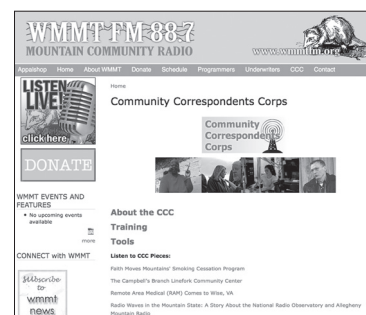 WMMT-FM 88.7
MOUNTAIN COMMUNITY RADIO
www.wmmtfm.org
Appalshop Home About WMMT Donate Schedule Programmers Underwriters CCC Contact
LISTEN
LIVE!
click here
DONATE
WMMT EVENTS AND
FEATURES
No upcoming events
available
more
CONNECT with WMMT
Subscribe
to
wmmt
news
Home
Community Correspondents Corps
Community
Correspondents
Corps
About the CCC
Training
Tools
Listen to CCC Pieces:
Faith Moves Mountains' Smoking Cessation Program
The Campbell's Branch Linefork Community Center
Remote Area Medical (RAM) Comes to Wise, VA
Radio Waves in the Mountain State: A Story About the National Radio Observatory and Allegheny
Mountain Radio